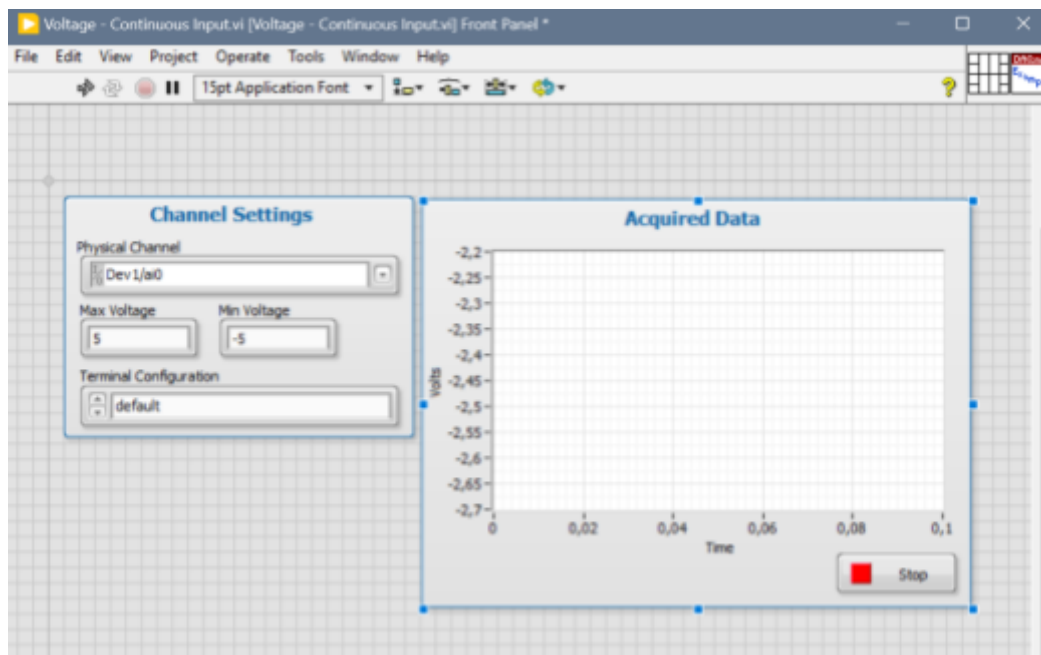 Voltage - Continuous Input.vi [Voltage - Continuous Input.vi] Front Panel *
File Edit View Project Operate Tools Window Help
15pt Application Font
?
Channel Settings
Physical Channel
Dev1/ai0
Max Voltage Min Voltage
5 -5
Terminal Configuration
default
Acquired Data
Volts
-2,2
-2,25
-2,3
-2,35
-2,4
-2,45
-2,5
-2,55
-2,6
-2,65
-2,7
0 0,02 0,04 0,06 0,08 0,1
Time
Stop